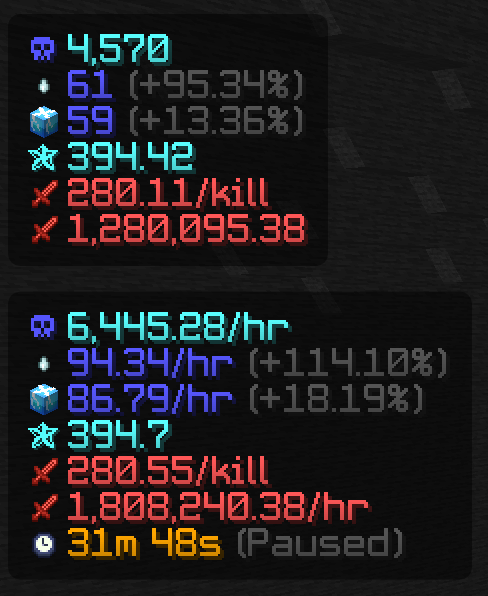 4,570
61 (+95.34%)
59 (+13.36%)
394.42
280.11/kill
1,280,095.38
6,445.28/hr
94.34/hr (+114.10%)
86.79/hr (+18.19%)
394.7
280.55/kill
1,808,240.38/hr
31m 48s (Paused)